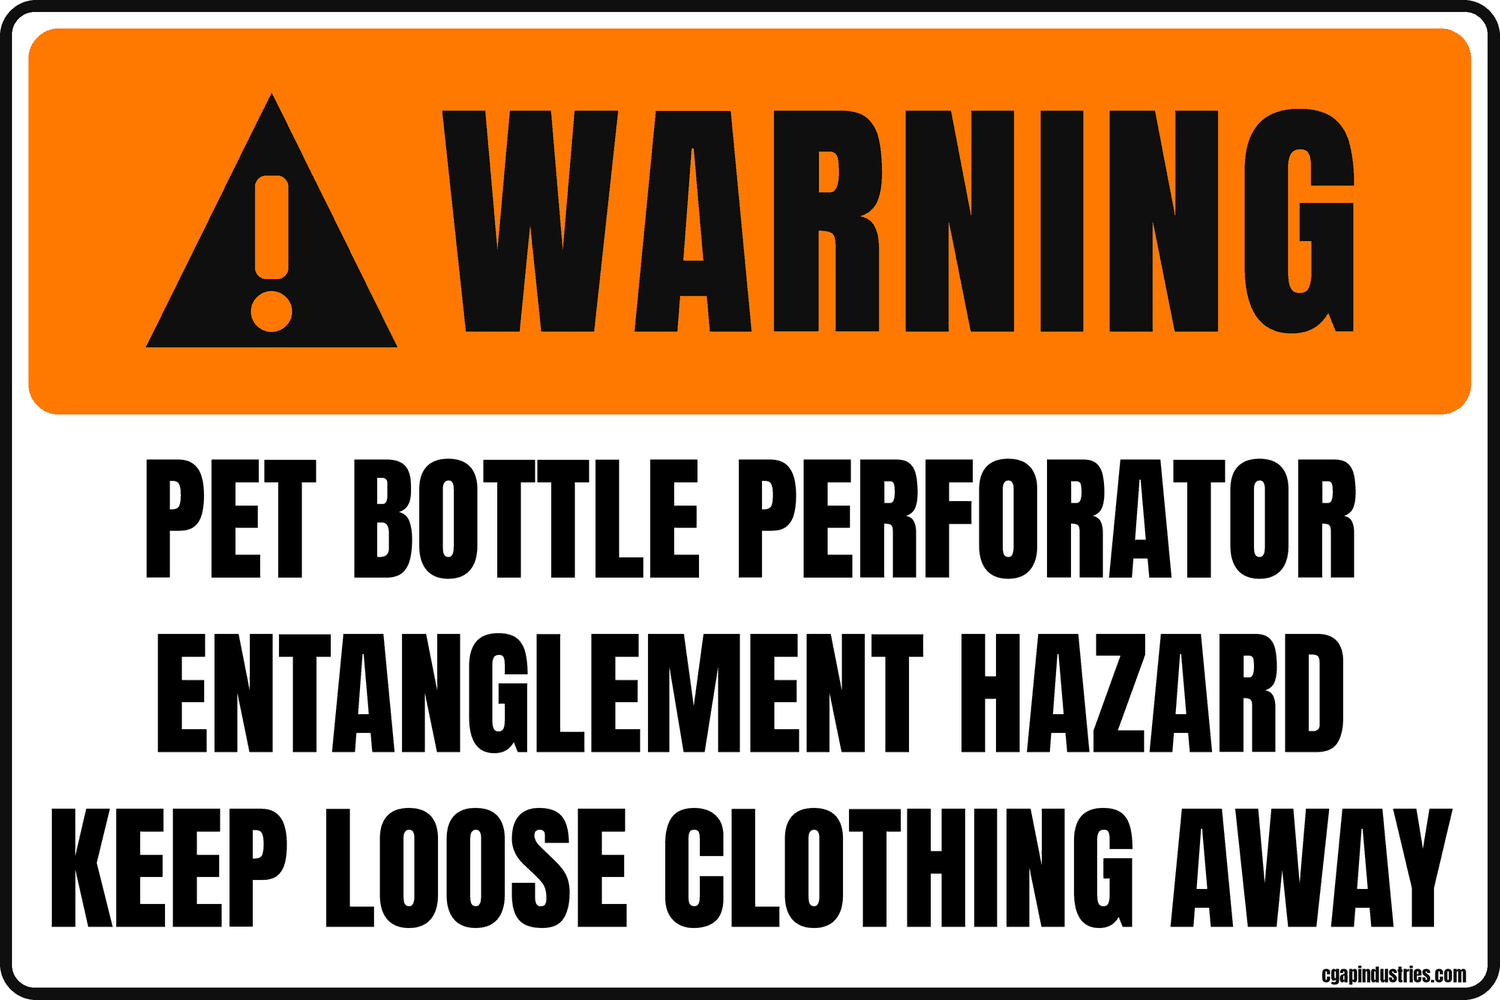 WARNING
PET BOTTLE PERFORATOR
ENTANGLEMENT HAZARD
KEEP LOOSE CLOTHING AWAY
cgapindustries.com